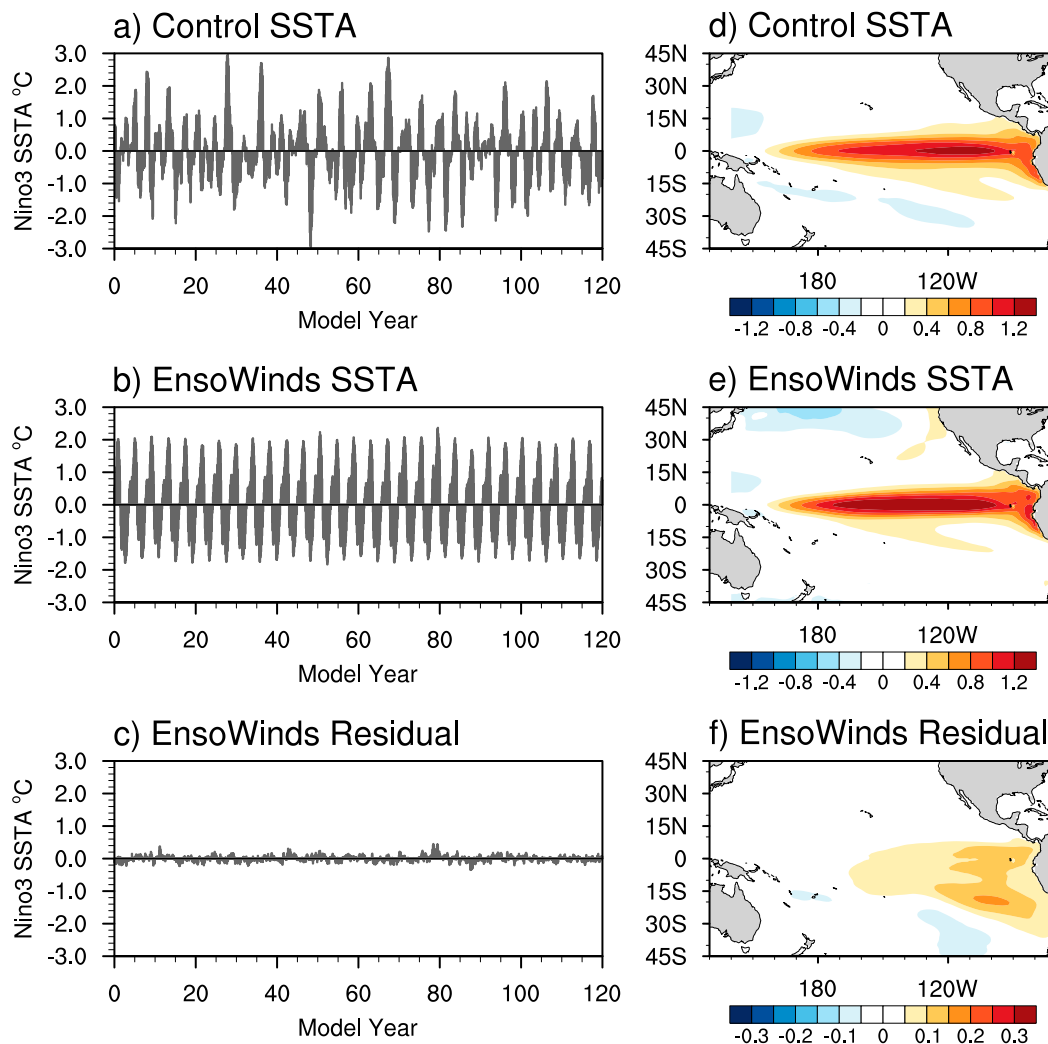 a) Control SSTA
Nino3 SSTA °C
3.0
2.0
1.0
0.0
-1.0
-2.0
-3.0
0 20 40 60 80 100 120
Model Year
d) Control SSTA
45N
30N
15N
0
15S
30S
45S
180 120W
-1.2 -0.8 -0.4 0 0.4 0.8 1.2
b) EnsoWinds SSTA
Nino3 SSTA °C
3.0
2.0
1.0
0.0
-1.0
-2.0
-3.0
0 20 40 60 80 100 120
Model Year
e) EnsoWinds SSTA
45N
30N
15N
0
15S
30S
45S
180 120W
-1.2 -0.8 -0.4 0 0.4 0.8 1.2
c) EnsoWinds Residual
Nino3 SSTA °C
3.0
2.0
1.0
0.0
-1.0
-2.0
-3.0
0 20 40 60 80 100 120
Model Year
f) EnsoWinds Residual
45N
30N
15N
0
15S
30S
45S
180 120W
-0.3 -0.2 -0.1 0 0.1 0.2 0.3